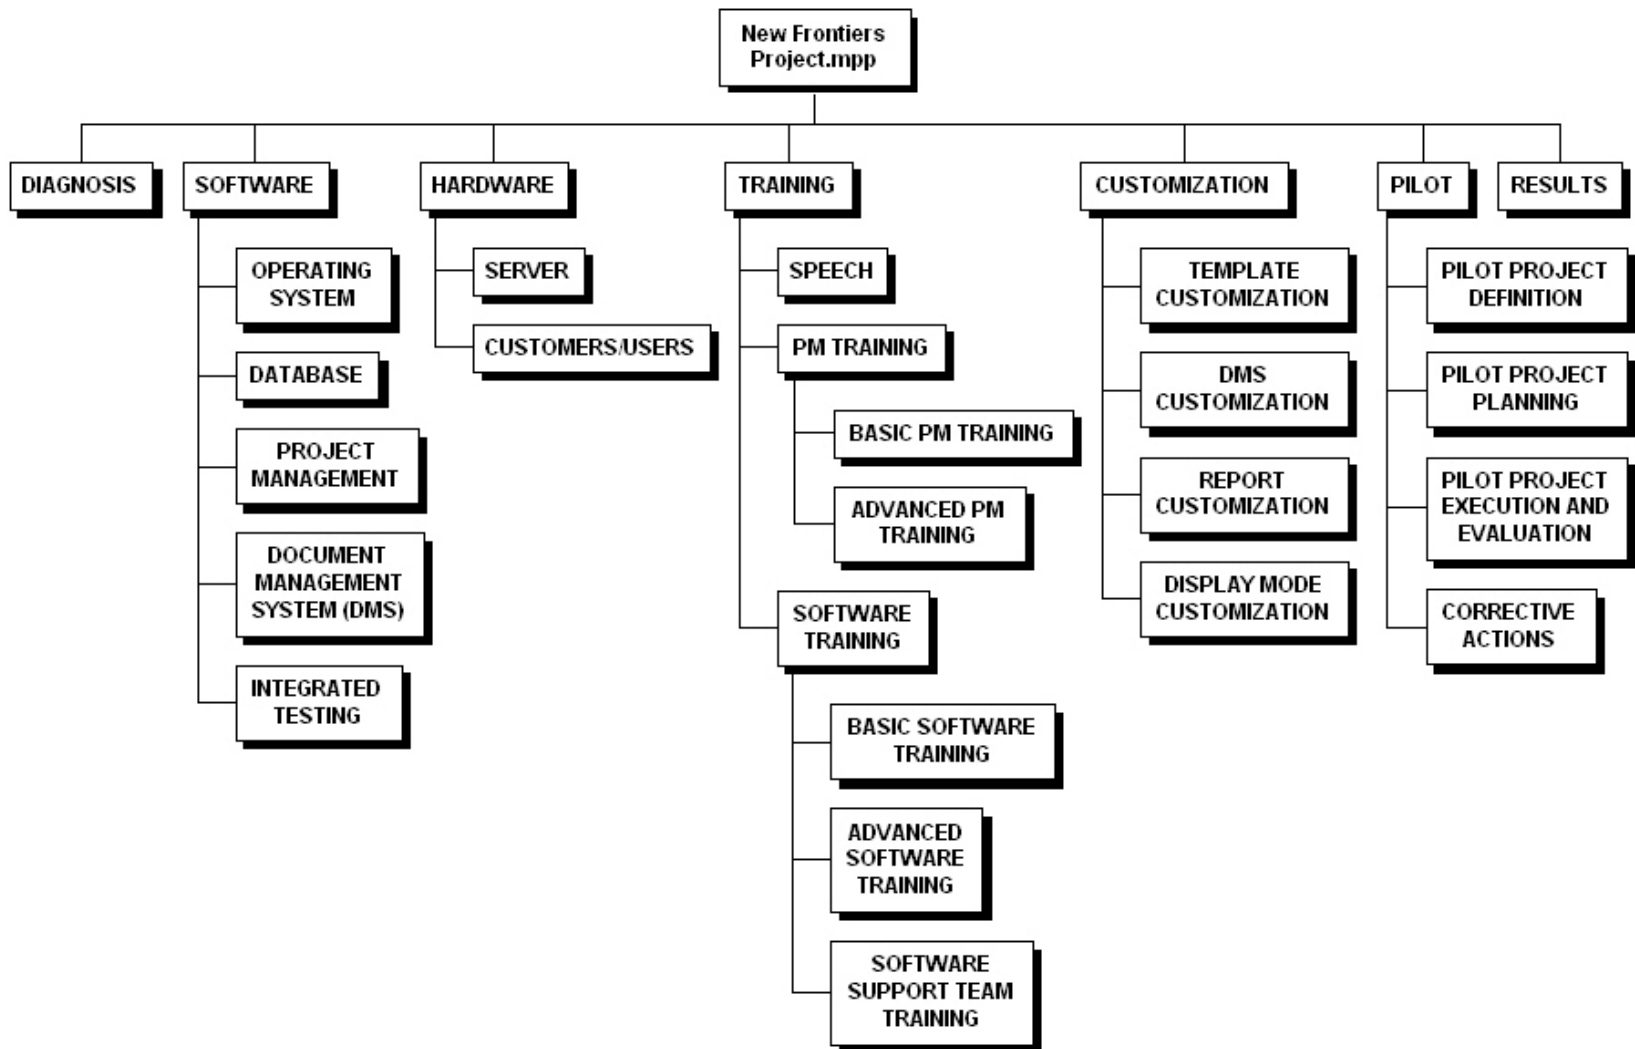 New Frontiers
Project.mpp
DIAGNOSIS
SOFTWARE
HARDWARE
TRAINING
CUSTOMIZATION
PILOT
RESULTS
OPERATING
SYSTEM
DATABASE
PROJECT
MANAGEMENT
DOCUMENT
MANAGEMENT
SYSTEM (DMS)
INTEGRATED
TESTING
SERVER
CUSTOMERS/USERS
SPEECH
PM TRAINING
BASIC PM TRAINING
ADVANCED PM
TRAINING
SOFTWARE
TRAINING
BASIC SOFTWARE
TRAINING
ADVANCED
SOFTWARE
TRAINING
SOFTWARE
SUPPORT TEAM
TRAINING
TEMPLATE
CUSTOMIZATION
DMS
CUSTOMIZATION
REPORT
CUSTOMIZATION
DISPLAY MODE
CUSTOMIZATION
PILOT PROJECT
DEFINITION
PILOT PROJECT
PLANNING
PILOT PROJECT
EXECUTION AND
EVALUATION
CORRECTIVE
ACTIONS